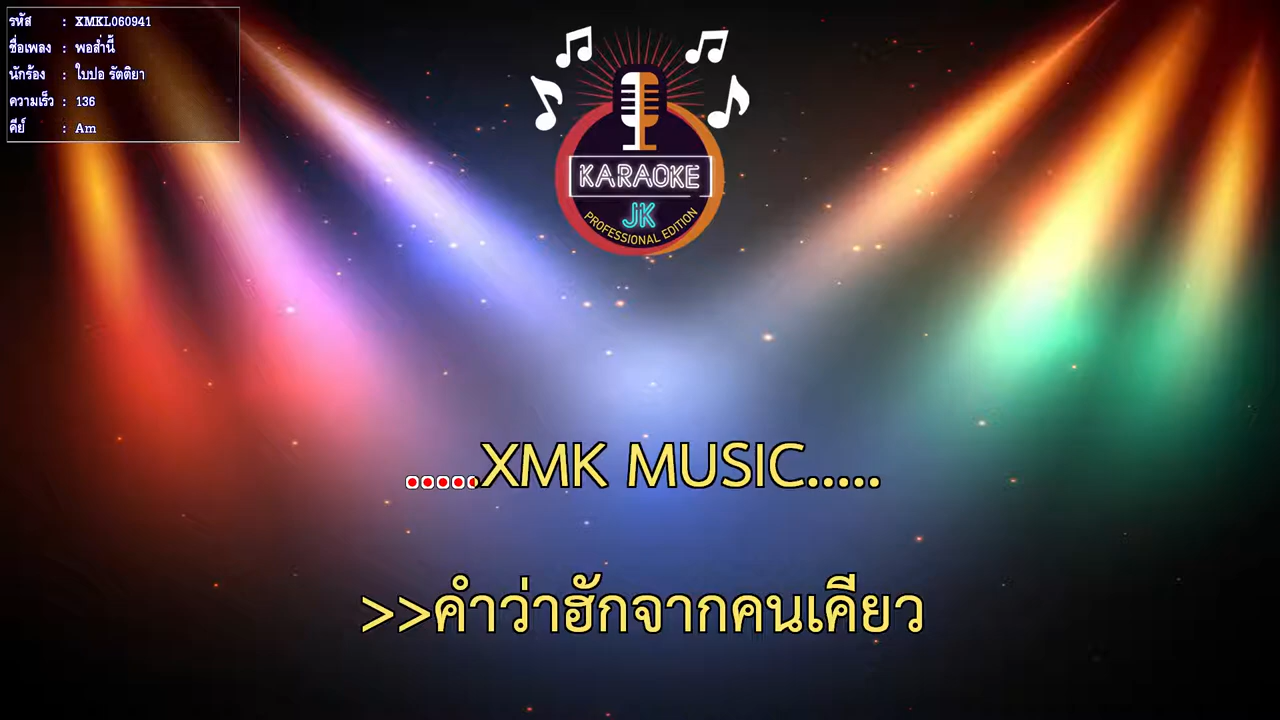 รหัส : XMKL060941
ชื่อเพลง : พอส่ำนี้
นักร้อง : ใบปอ รัตติยา
ความเร็ว : 136
คีย์ : Am
KARAOKE
JK
PROFESSIONAL EDITION
.....XMK MUSIC.....
>>คำว่าฮักจากคนเคียว